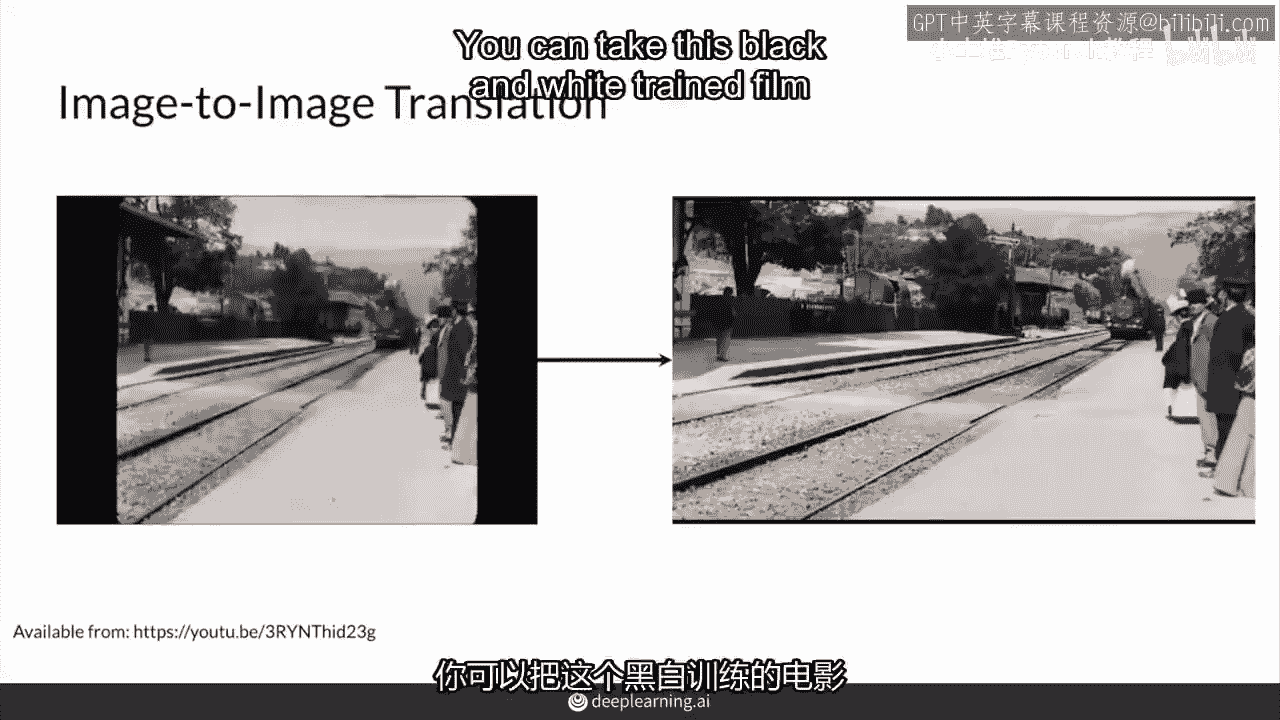 GPT中英字幕课程资源@bilibili.com
You can take this black
and white trained film
Image-to-Image Translation
Available from: https://youtu.be/3RYNThid23g
你可以把这个黑白训练的电影
deeplearning.ai